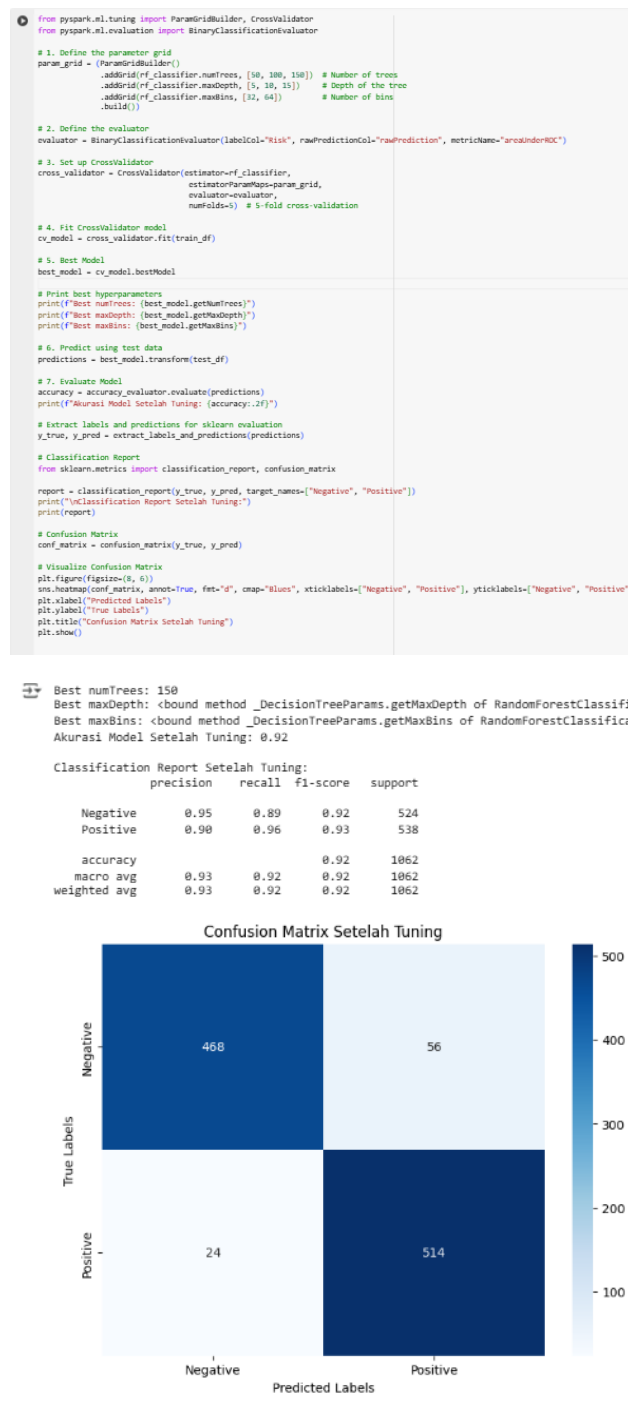 from pyspark.ml.tuning import ParamGridBuilder, CrossValidator
from pyspark.ml.evaluation import BinaryClassificationEvaluator
# 1. Define the parameter grid
param_grid = (ParamGridBuilder()
.addGrid(rf_classifier.numTrees, [50, 100, 150]) # Number of trees
.addGrid(rf_classifier.maxDepth, [5, 10, 15]) # Depth of the tree
.addGrid(rf_classifier.maxBins, [32, 64]) # Number of bins
.build())
# 2. Define the evaluator
evaluator = BinaryClassificationEvaluator(labelCol="Risk", rawPredictionCol="rawPrediction", metricName="areaUnderROC")
# 3. Set up CrossValidator
cross_validator = CrossValidator(estimator=rf_classifier,
estimatorParamMaps=param_grid,
evaluator=evaluator,
numFolds=5) # 5-fold cross-validation
# 4. Fit CrossValidator model
cv_model = cross_validator.fit(train_df)
# 5. Best Model
best_model = cv_model.bestModel
# Print best hyperparameters
print(f"Best numTrees: {best_model.getNumTrees}")
print(f"Best maxDepth: {best_model.getMaxDepth}")
print(f"Best maxBins: {best_model.getMaxBins}")
# 6. Predict using test data
predictions = best_model.transform(test_df)
# 7. Evaluate Model
accuracy = accuracy_evaluator.evaluate(predictions)
print(f"Akurasi Model Setelah Tuning: {accuracy:.2f}")
# Extract labels and predictions for sklearn evaluation
y_true, y_pred = extract_labels_and_predictions(predictions)
# Classification Report
from sklearn.metrics import classification_report, confusion_matrix
report = classification_report(y_true, y_pred, target_names=["Negative", "Positive"])
print("\nClassification Report Setelah Tuning:")
print(report)
# Confusion Matrix
conf_matrix = confusion_matrix(y_true, y_pred)
# Visualize Confusion Matrix
plt.figure(figsize=(8, 6))
sns.heatmap(conf_matrix, annot=True, fmt="d", cmap="Blues", xticklabels=["Negative", "Positive"], yticklabels=["Negative", "Positive"
plt.xlabel("Predicted Labels")
plt.ylabel("True Labels")
plt.title("Confusion Matrix Setelah Tuning")
plt.show()
Best numTrees: 150
Best maxDepth: <bound method _DecisionTreeParams.getMaxDepth of RandomForestClassifi
Best maxBins: <bound method _DecisionTreeParams.getMaxBins of RandomForestClassifica
Akurasi Model Setelah Tuning: 0.92
Classification Report Setelah Tuning:
precision recall f1-score support
Negative 0.95 0.89 0.92 524
Positive 0.90 0.96 0.93 538
accuracy 0.92 1062
macro avg 0.93 0.92 0.92 1062
weighted avg 0.93 0.92 0.92 1062
Confusion Matrix Setelah Tuning
True Labels
Negative
468 56
Positive
24 514
Negative Positive
Predicted Labels
500
400
300
200
100